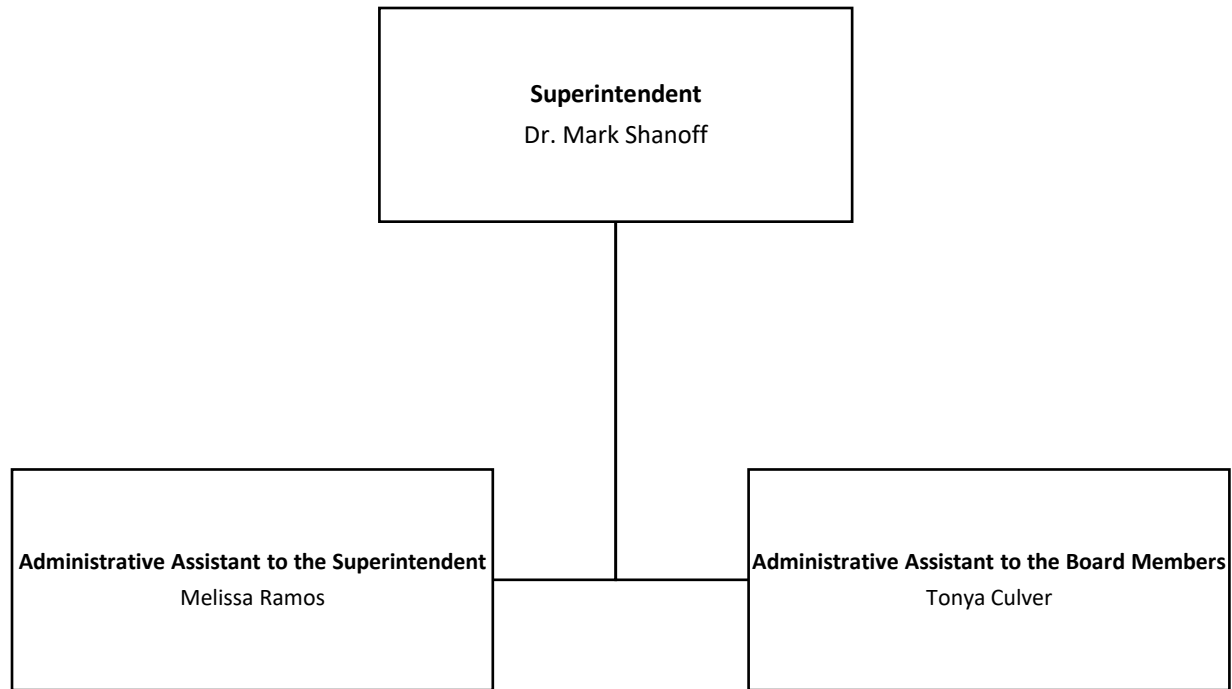 Superintendent
Dr. Mark Shanoff
Administrative Assistant to the Superintendent
Melissa Ramos
Administrative Assistant to the Board Members
Tonya Culver